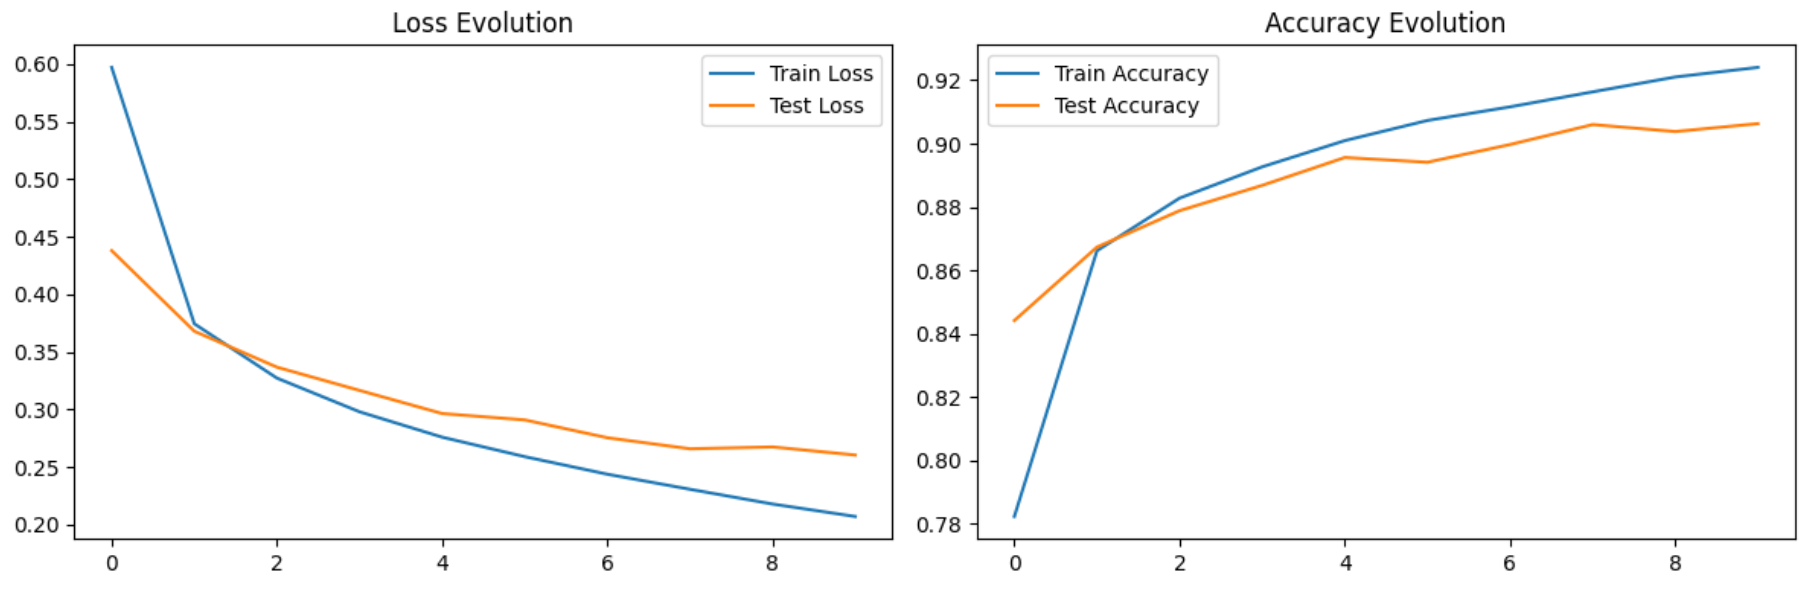 Loss Evolution
0.60
0.55
0.50
0.45
0.40
0.35
0.30
0.25
0.20
0 2 4 6 8
Train Loss
Test Loss
Accuracy Evolution
0.92
0.90
0.88
0.86
0.84
0.82
0.80
0.78
0 2 4 6 8
Train Accuracy
Test Accuracy